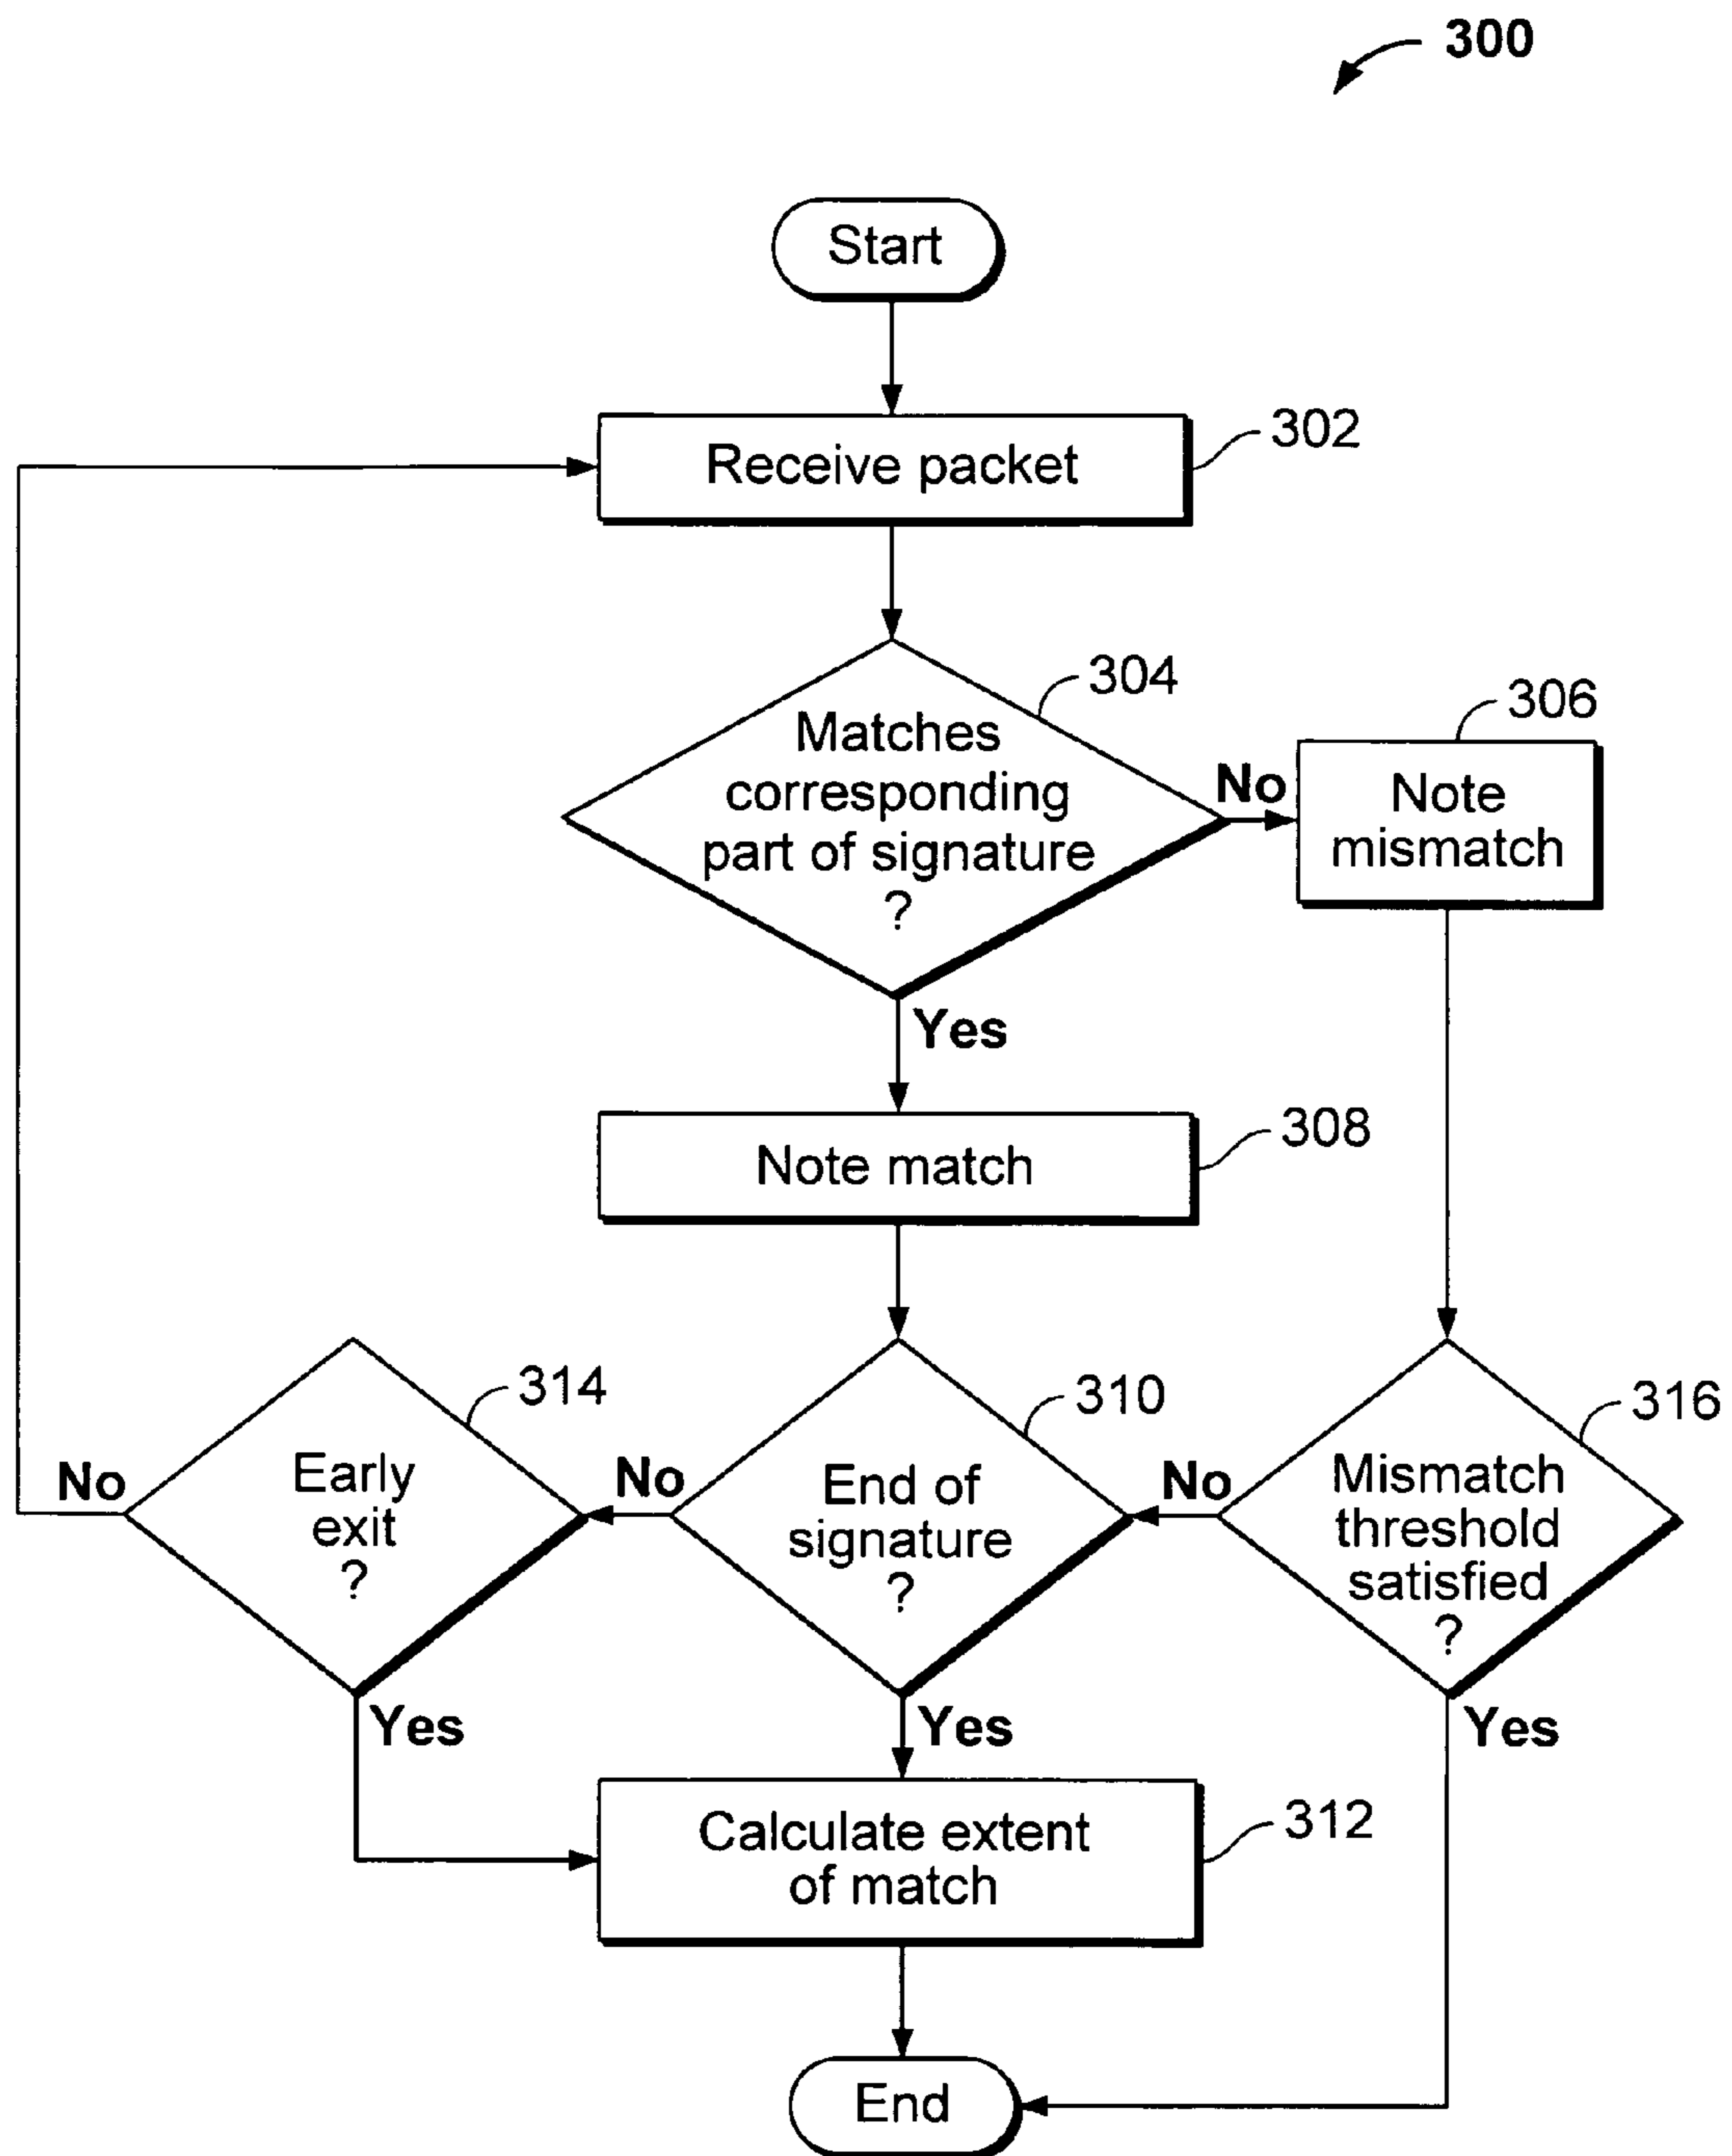 300
Start
Receive packet
302
304
Matches
corresponding
part of signature
?
No
306
Note
mismatch
Yes
Note match
308
314
Early
exit
?
No
Yes
310
End of
signature
?
No
Yes
316
Mismatch
threshold
satisfied
?
No
Yes
Calculate extent
of match
312
End